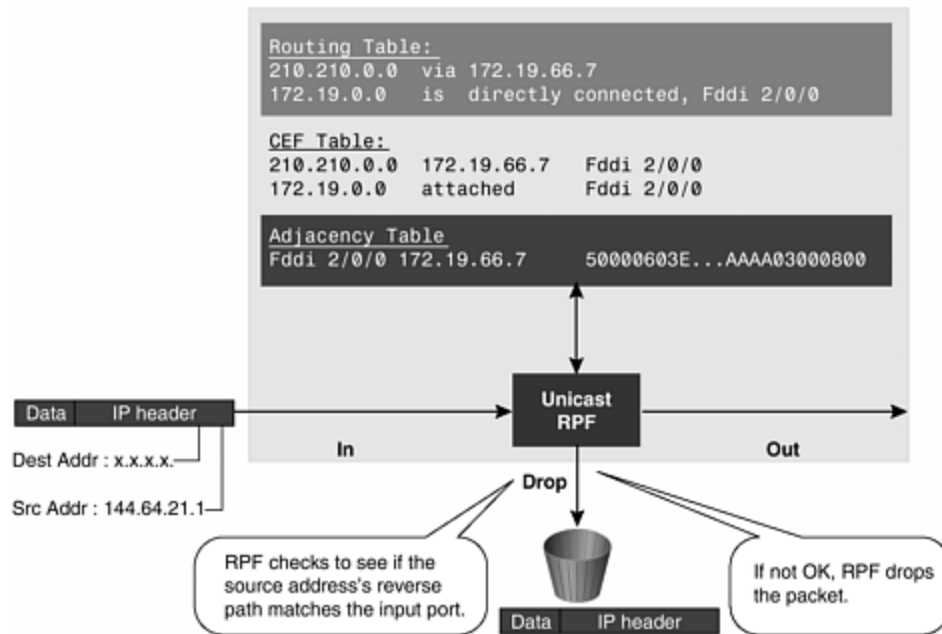 Routing Table:
210.210.0.0 via 172.19.66.7
172.19.0.0 is directly connected, Fddi 2/0/0
CEF Table:
210.210.0.0 172.19.66.7 Fddi 2/0/0
172.19.0.0 attached Fddi 2/0/0
Adjacency Table
Fddi 2/0/0 172.19.66.7 50000603E...AAAA03000800
Unicast
RPF
Data IP header
In
Out
Dest Addr : x.x.x.x.
Src Addr : 144.64.21.1
Drop
RPF checks to see if the
source address's reverse
path matches the input port.
If not OK, RPF drops
the packet.
Data IP header